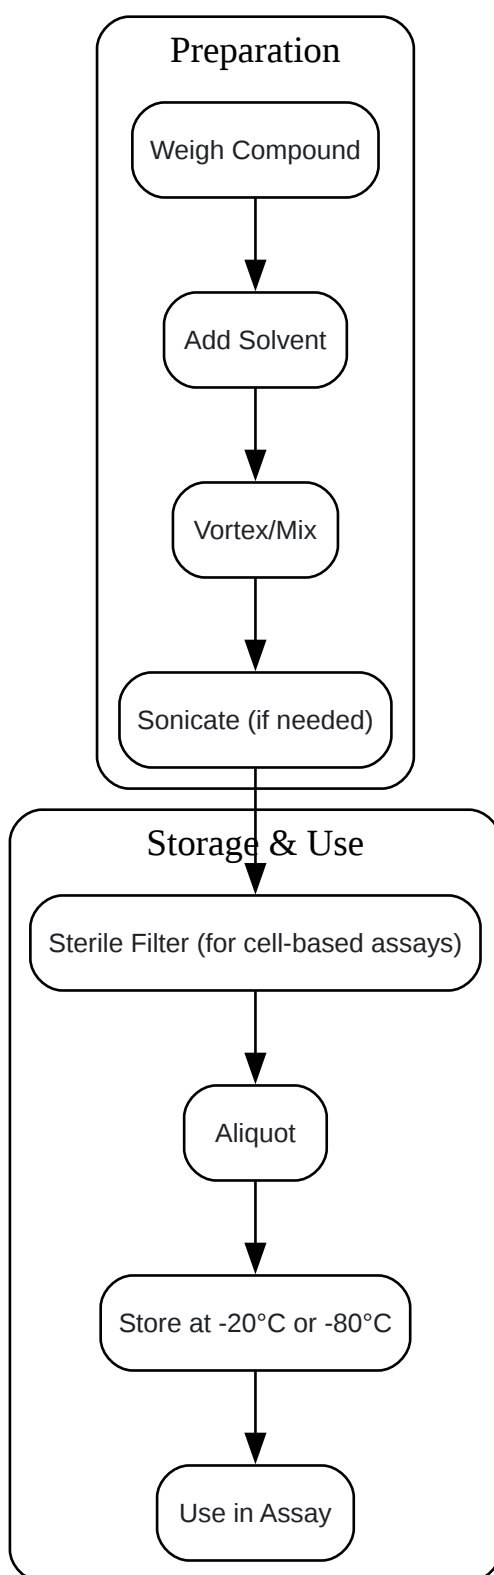 Preparation
Weigh Compound
Add Solvent
Vortex/Mix
Sonicate (if needed)
Storage & Use
Sterile Filter (for cell-based assays)
Aliquot
Store at -20°C or -80°C
Use in Assay